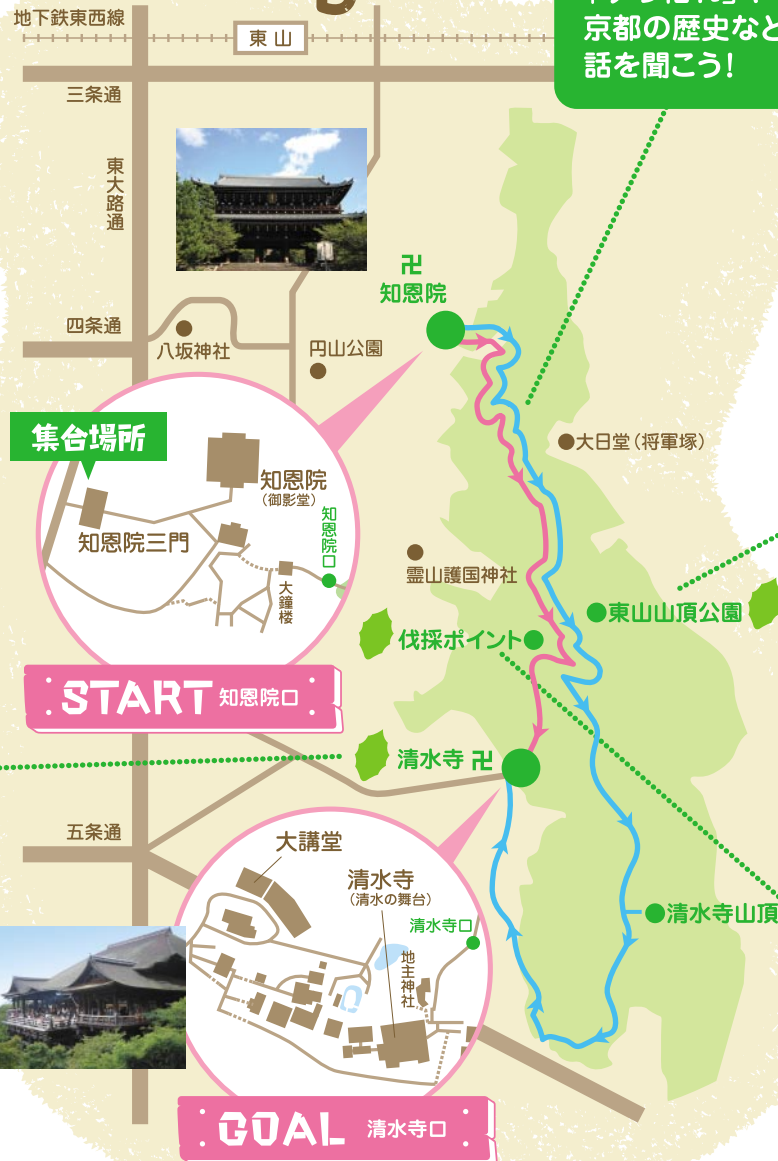 地下鉄東西線
東山
京都の歴史など
話を聞こう！
三条通
東大路通
卍
知恩院
四条通
八坂神社
円山公園
集合場所
大日堂（将軍塚）
知恩院
（御影堂）
知恩院口
知恩院三門
大鐘楼
霊山護国神社
東山山頂公園
伐採ポイント
START 知恩院口
清水寺 卍
五条通
大講堂
清水寺
（清水の舞台）
清水寺口
清水寺山頂
地主神社
GOAL 清水寺口